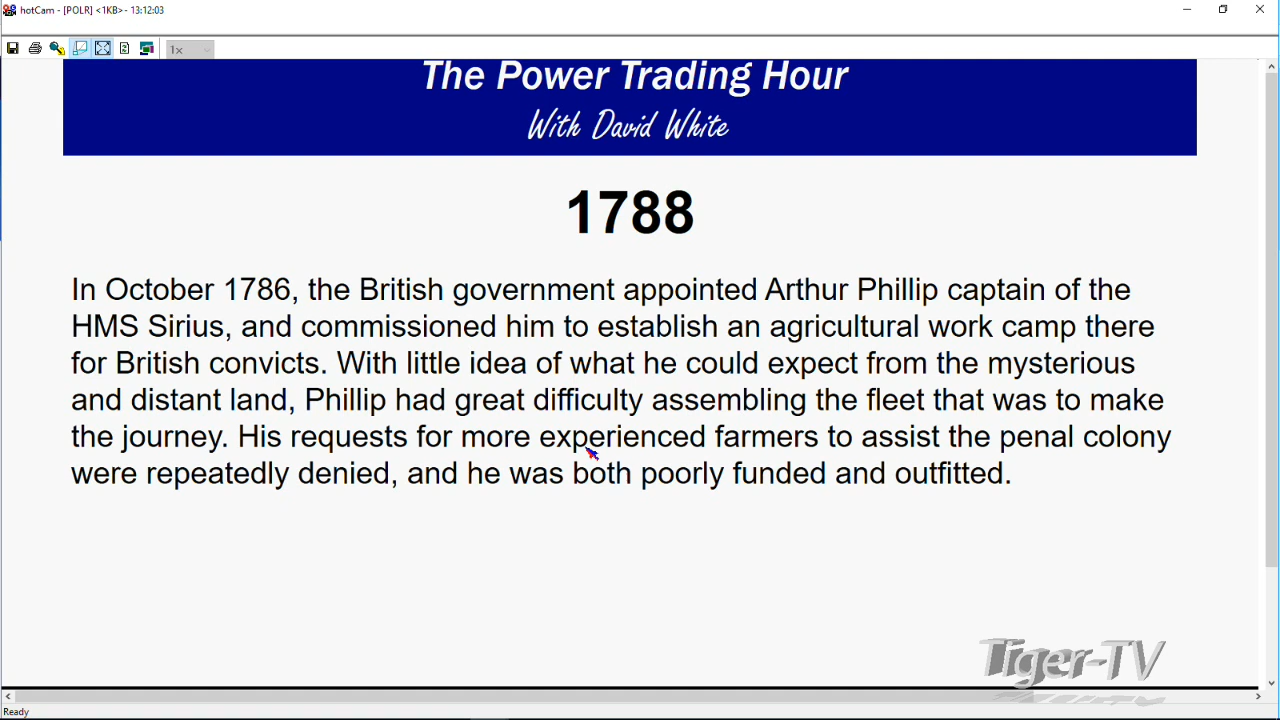 hotCam - [POLR] <1KB> - 13:12:03
1x
The Power Trading Hour
With David White
1788
In October 1786, the British government appointed Arthur Phillip captain of the
HMS Sirius, and commissioned him to establish an agricultural work camp there
for British convicts. With little idea of what he could expect from the mysterious
and distant land, Phillip had great difficulty assembling the fleet that was to make
the journey. His requests for more experienced farmers to assist the penal colony
were repeatedly denied, and he was both poorly funded and outfitted.
Tiger-TV
Ready